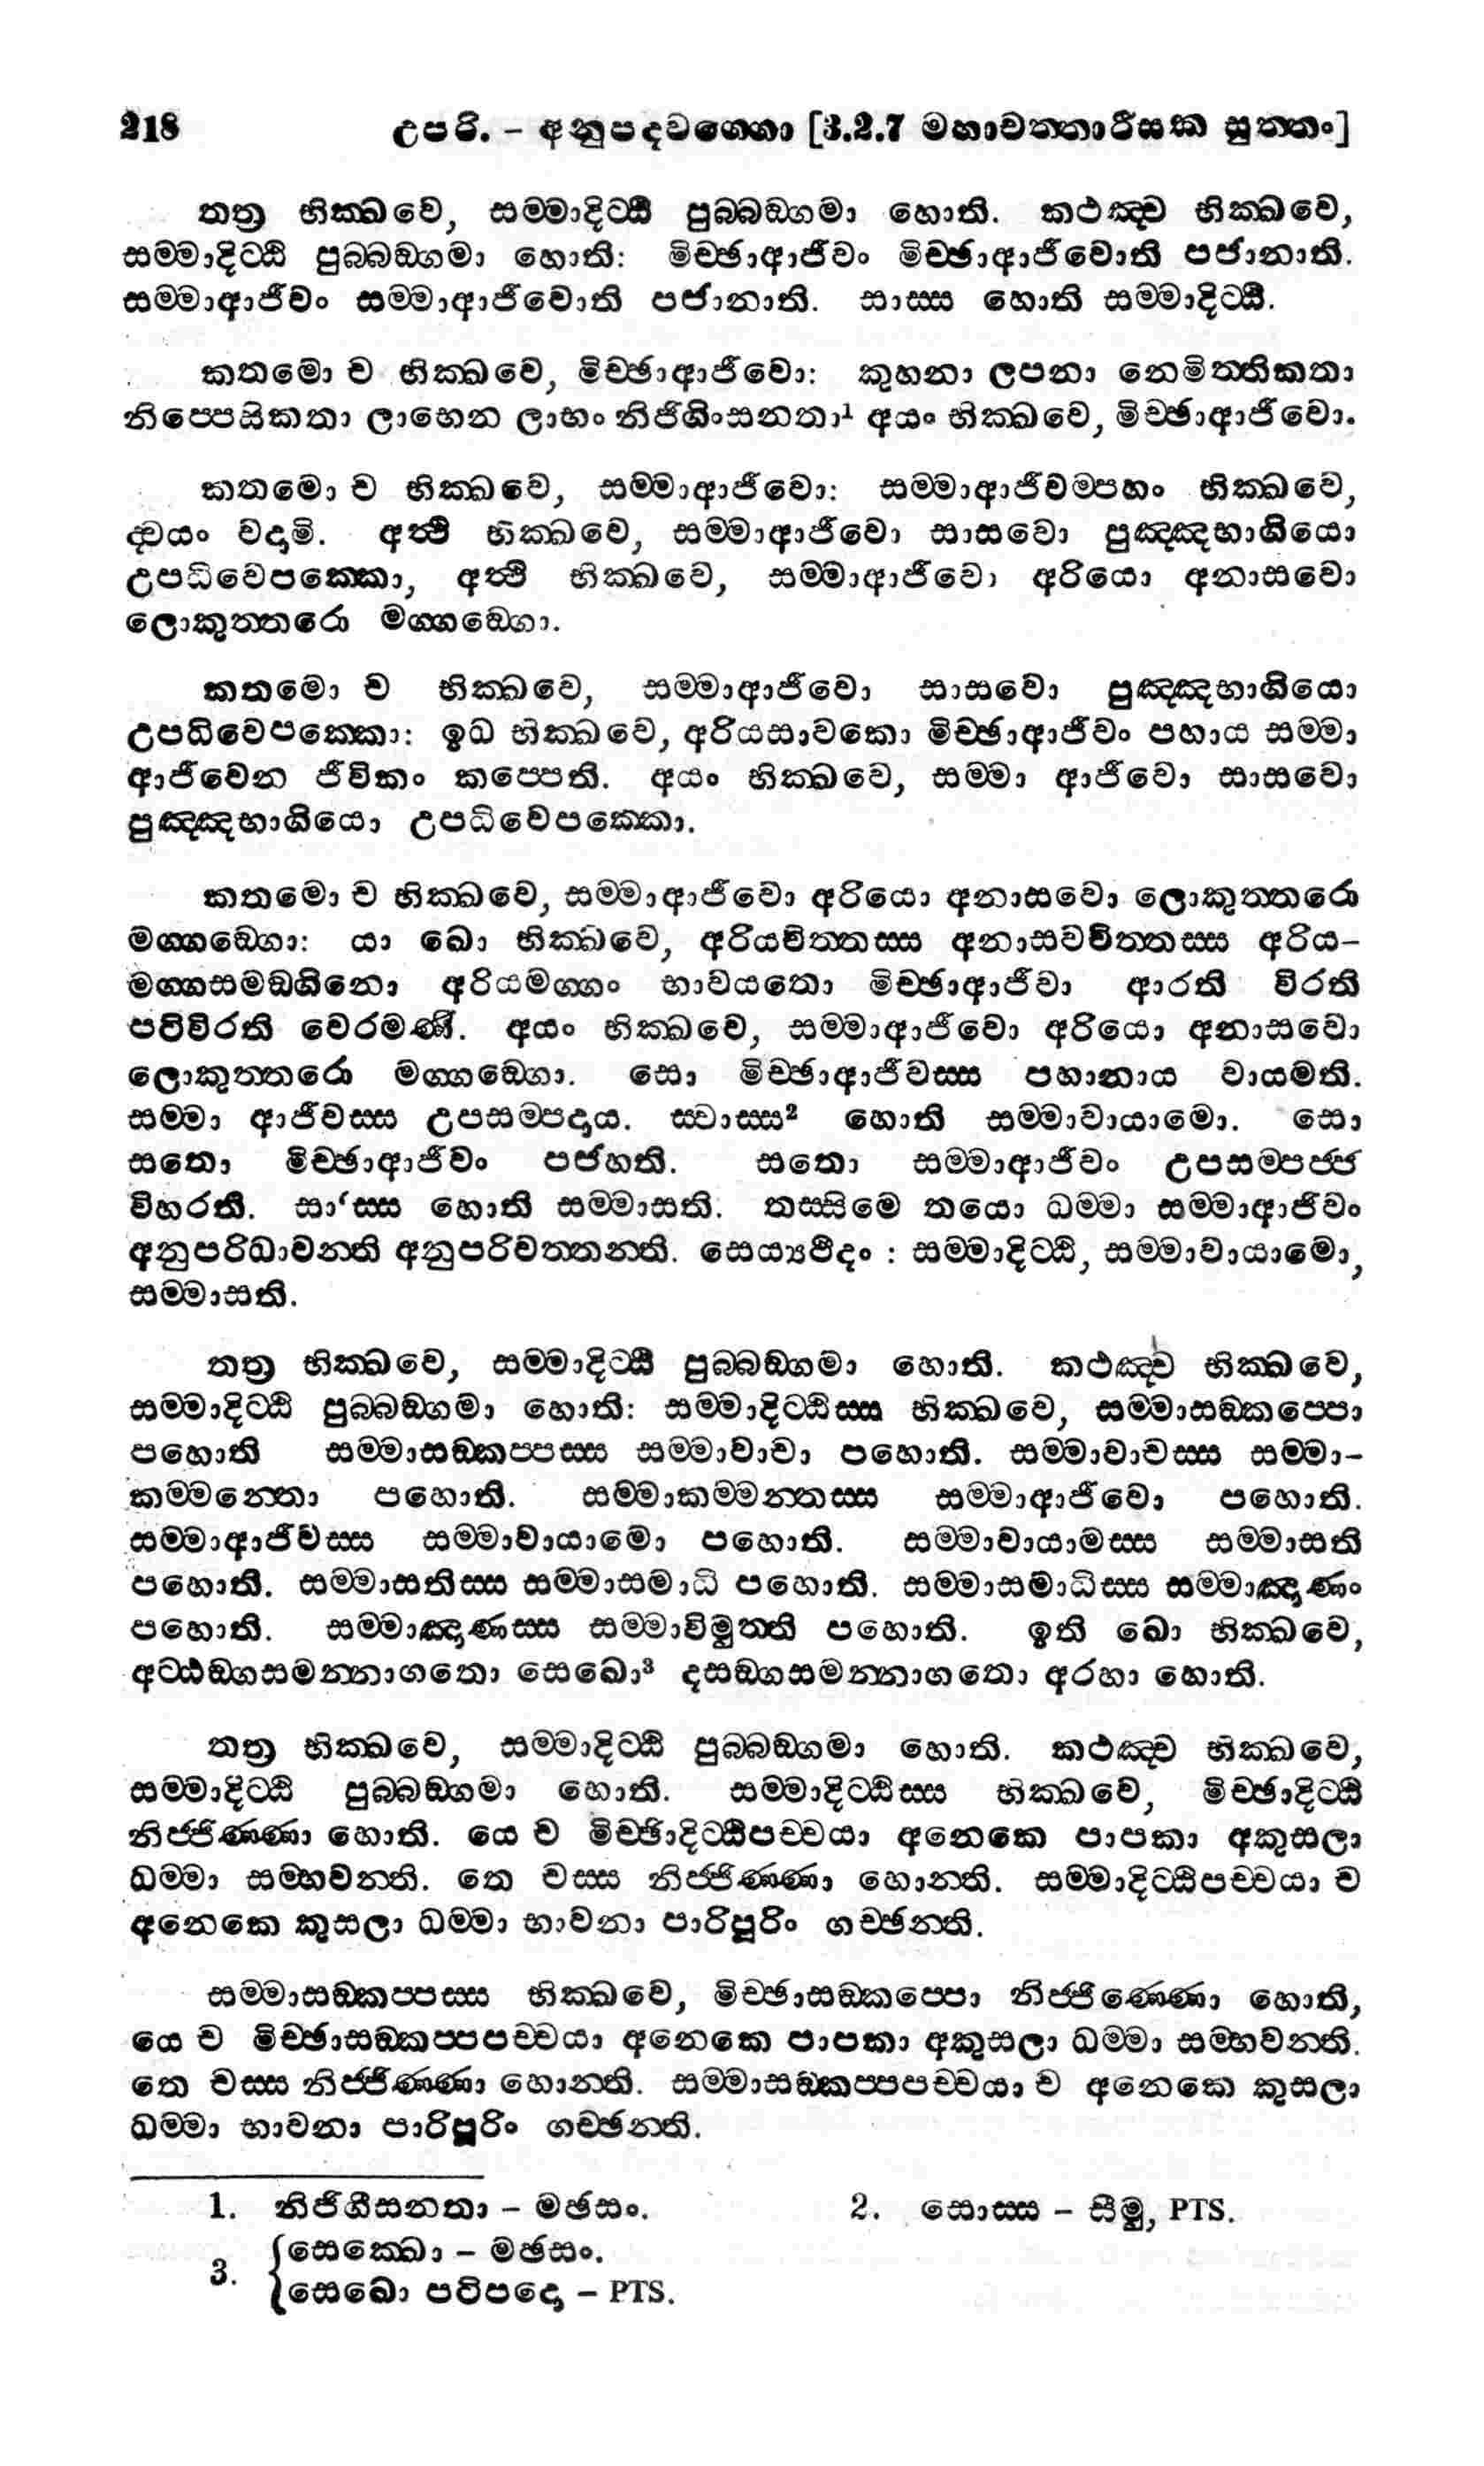 218 උපරි. - අනුපදවග්ගො [3.2.7 මහාචත්තාරීසක සුත්තං]
තත්‍ර භික්ඛවෙ, සම්මාදිට්ඨි පුබ්බඞ්ගමා හොති. කථඤ්ච භික්ඛවෙ,
සම්මාදිට්ඨි පුබ්බඞ්ගමා හොති: මිච්ඡාආජීවං මිච්ඡාආජීවොති පජානාති.
සම්මාආජීවං සම්මාආජීවොති පජානාති. සාස්ස හොති සම්මාදිට්ඨි.
කතමො ච භික්ඛවෙ, මිච්ඡාආජීවො: කුහනා ලපනා නෙමිත්තිකතා
නිප්පෙසිකතා ලාභෙන ලාභං නිජිගිංසනතා¹ අයං භික්ඛවෙ, මිච්ඡාආජීවො.
කතමො ච භික්ඛවෙ, සම්මාආජීවො: සම්මාආජීවම්පහං භික්ඛවෙ,
ද්වයං වදාමි. අත්ථි භික්ඛවෙ, සම්මාආජීවො සාසවො පුඤ්ඤභාගියො
උපධිවෙපක්කො, අත්ථි භික්ඛවෙ, සම්මාආජීවො අරියො අනාසවො
ලොකුත්තරො මග්ගඞ්ගො.
කතමො ච භික්ඛවෙ, සම්මාආජීවො සාසවො පුඤ්ඤභාගියො
උපධිවෙපක්කො: ඉධ භික්ඛවෙ, අරියසාවකො මිච්ඡාආජීවං පහාය සම්මා
ආජීවෙන ජීවිකං කප්පෙති. අයං භික්ඛවෙ, සම්මා ආජීවො සාසවො
පුඤ්ඤභාගියො උපධිවෙපක්කො.
කතමො ච භික්ඛවෙ, සම්මාආජීවො අරියො අනාසවො ලොකුත්තරො
මග්ගඞ්ගො: යා ඛො භික්ඛවෙ, අරියචිත්තස්ස අනාසවචිත්තස්ස අරිය-
මග්ගසමඞ්ගිනො අරියමග්ගං භාවයතො මිච්ඡාආජීවා ආරති විරති
පටිවිරති වෙරමණී. අයං භික්ඛවෙ, සම්මාආජීවො අරියො අනාසවො
ලොකුත්තරො මග්ගඞ්ගො. සො මිච්ඡාආජීවස්ස පහානාය වායමති.
සම්මා ආජීවස්ස උපසම්පදාය. ස්වාස්ස² හොති සම්මාවායාමො. සො
සතො මිච්ඡාආජීවං පජහති. සතො සම්මාආජීවං උපසම්පජ්ජ
විහරති. සා‘ස්ස හොති සම්මාසති. තස්සිමෙ තයො ධම්මා සම්මාආජිවං
අනුපරිධාවන්ති අනුපරිවත්තන්ති. සෙය්‍යථිදං : සම්මාදිට්ඨි, සම්මාවායාමො,
සම්මාසති.
තත්‍ර භික්ඛවෙ, සම්මාදිට්ඨි පුබ්බඞ්ගමා හොති. කථඤ්ච භික්ඛවෙ,
සම්මාදිට්ඨි පුබ්බඞ්ගමා හොති: සම්මාදිට්ඨිස්ස භික්ඛවෙ, සම්මාසඞ්කප්පො
පහොති සම්මාසඞ්කප්පස්ස සම්මාවාචා පහොති. සම්මාවාචස්ස සම්මා-
කම්මන්තො පහොති. සම්මාකම්මන්තස්ස සම්මාආජීවො පහොති.
සම්මාආජීවස්ස සම්මාවායාමො පහොති. සම්මාවායාමස්ස සම්මාසති
පහොති. සම්මාසතිස්ස සම්මාසමාධි පහොති. සම්මාසමාධිස්ස සම්මාඤාණං
පහොති. සම්මාඤාණස්ස සම්මාවිමුත්ති පහොති. ඉති ඛො භික්ඛවෙ,
අට්ඨඞ්ගසමන්නාගතො සෙඛො³ දසඞ්ගසමන්නාගතො අරහා හොති.
තත්‍ර භික්ඛවෙ, සම්මාදිට්ඨි පුබ්බඞ්ගමා හොති. කථඤ්ච භික්ඛවෙ,
සම්මාදිට්ඨි පුබ්බඞ්ගමා හොති. සම්මාදිට්ඨිස්ස භික්ඛවෙ, මිච්ඡාදිට්ඨි
නිජ්ජිණ්ණා හොති. යෙ ච මිච්ඡාදිට්ඨිපච්චයා අනෙකෙ පාපකා අකුසලා
ධම්මා සම්භවන්ති. තෙ චස්ස නිජ්ජිණ්ණා හොන්ති. සම්මාදිට්ඨිපච්චයා ච
අනෙකෙ කුසලා ධම්මා භාවනා පාරිපූරිං ගච්ඡන්ති.
සම්මාසඞ්කප්පස්ස භික්ඛවෙ, මිච්ඡාසඞ්කප්පො නිජ්ජිණ්ණො හොති,
යෙ ච මිච්ඡාසඞ්කප්පපච්චයා අනෙකෙ පාපකා අකුසලා ධම්මා සම්භවන්ති.
තෙ චස්ස නිජ්ජිණ්ණා හොන්ති. සම්මාසඞ්කප්පපච්චයා ච අනෙකෙ කුසලා
ධම්මා භාවනා පාරිපූරිං ගච්ඡන්ති.
1. නිජිගීසනතා - මඡසං. 2. සොස්ස - සීමු, PTS.
3. {සෙක්ඛො - මඡසං.
{සෙඛො පටිපදො - PTS.